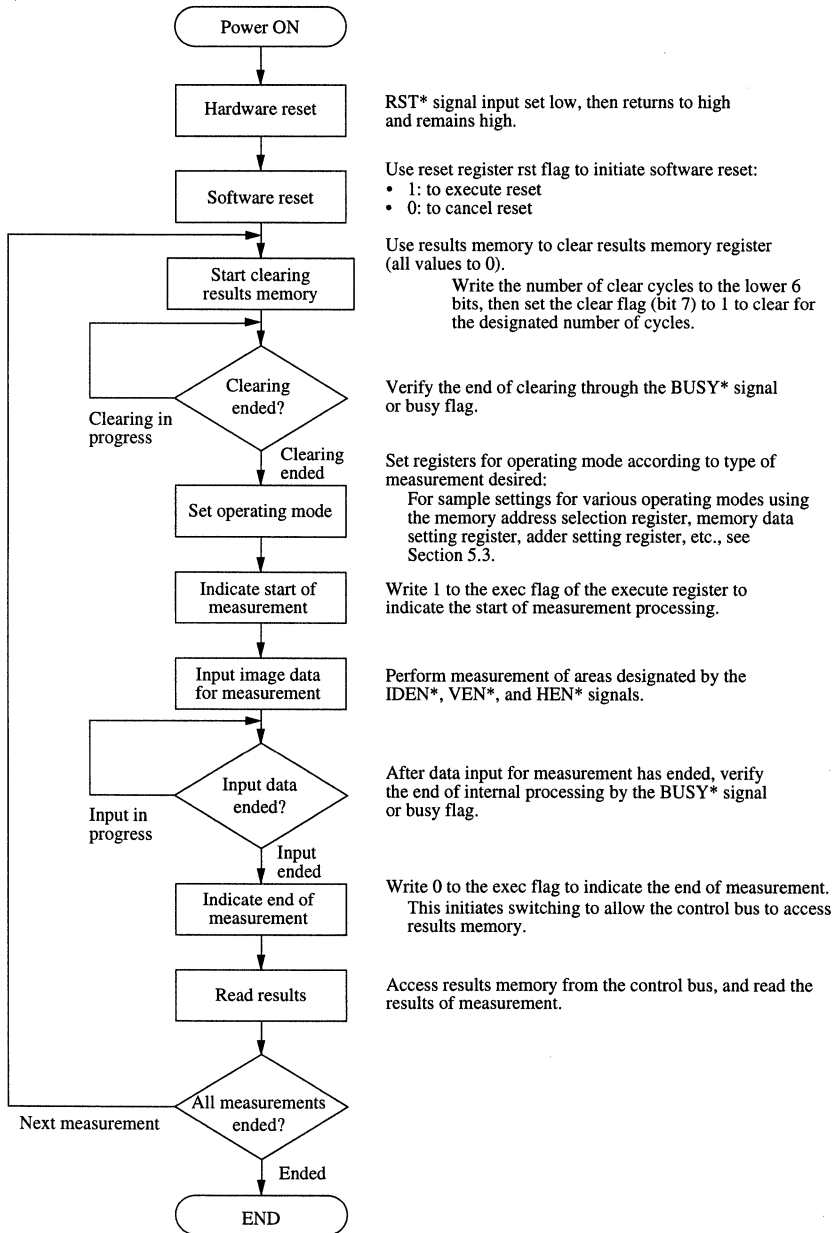 Power ON
Hardware reset
RST* signal input set low, then returns to high
and remains high.
Software reset
Use reset register rst flag to initiate software reset:
• 1: to execute reset
• 0: to cancel reset
Start clearing
results memory
Use results memory to clear results memory register
(all values to 0).
Write the number of clear cycles to the lower 6
bits, then set the clear flag (bit 7) to 1 to clear for
the designated number of cycles.
Clearing
ended?
Verify the end of clearing through the BUSY* signal
or busy flag.
Clearing in
progress
Clearing
ended
Set operating mode
Set registers for operating mode according to type of
measurement desired:
For sample settings for various operating modes using
the memory address selection register, memory data
setting register, adder setting register, etc., see
Section 5.3.
Indicate start of
measurement
Write 1 to the exec flag of the execute register to
indicate the start of measurement processing.
Input image data
for measurement
Perform measurement of areas designated by the
IDEN*, VEN*, and HEN* signals.
Input data
ended?
After data input for measurement has ended, verify
the end of internal processing by the BUSY* signal
or busy flag.
Input in
progress
Input
ended
Indicate end of
measurement
Write 0 to the exec flag to indicate the end of measurement.
This initiates switching to allow the control bus to access
results memory.
Read results
Access results memory from the control bus, and read the
results of measurement.
All measurements
ended?
Next measurement
Ended
END